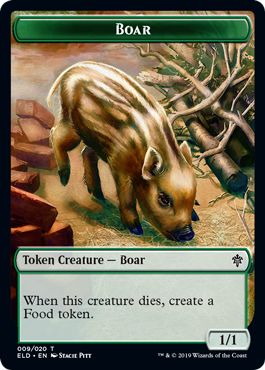 Boar
Token Creature — Boar
When this creature dies, create a
Food token.
1/1
009/020 T
ELD • EN Stacie Pitt
™ & © 2019 Wizards of the Coast